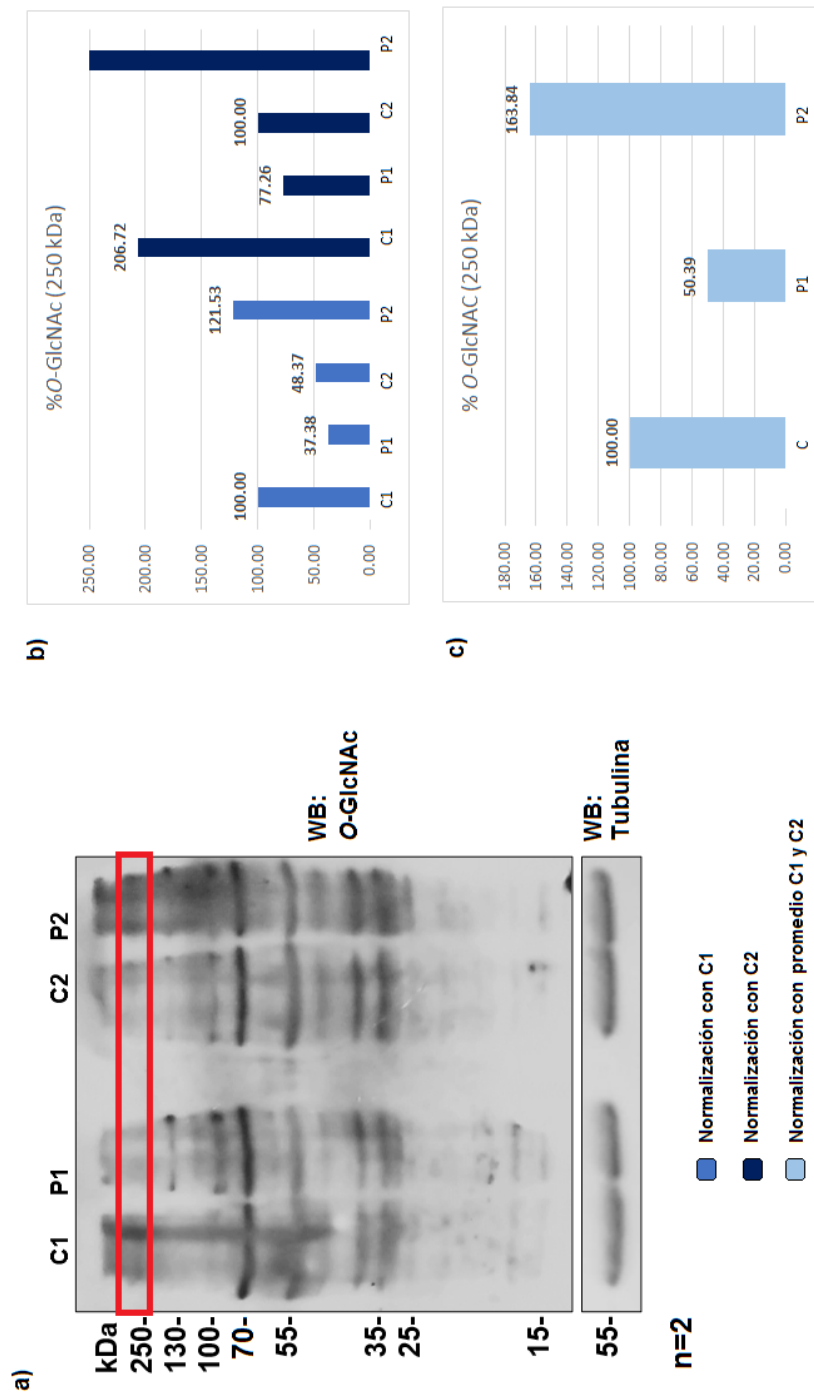 a)
C1 P1 C2 P2
kDa
250-
130-
100-
70-
55-
35-
25-
15-
WB:
O-GlcNAc
55-
WB:
Tubulina
n=2
Normalización con C1
Normalización con C2
Normalización con promedio C1 y C2
b)
%O-GlcNAc (250 kDa)
250.00
200.00
150.00
100.00
50.00
0.00
100.00
37.38
48.37
121.53
206.72
77.26
100.00
C1 P1 C2 P2 C1 P1 C2 P2
c)
% O-GlcNAc (250 kDa)
180.00
160.00
140.00
120.00
100.00
80.00
60.00
40.00
20.00
0.00
100.00
50.39
163.84
C P1 P2